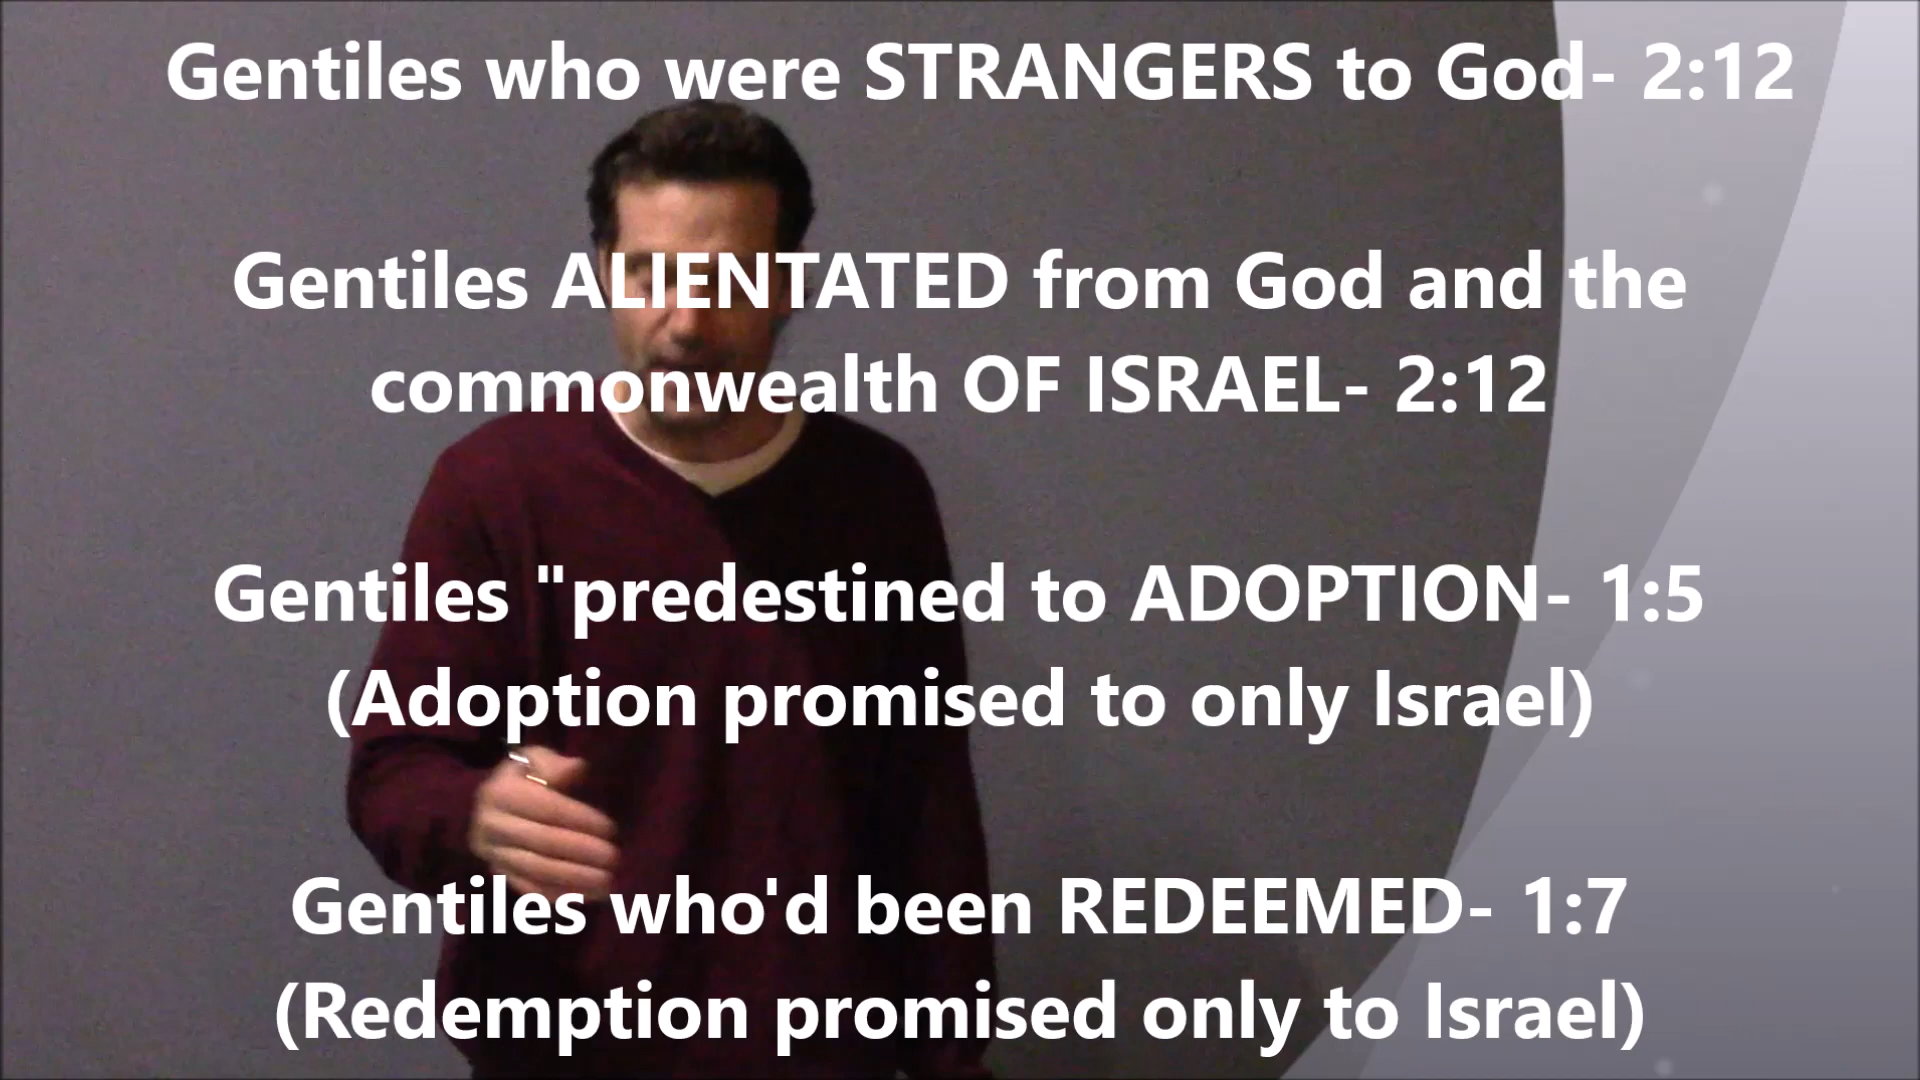 Gentiles who were STRANGERS to God- 2:12
Gentiles ALIENTATED from God and the
commonwealth OF ISRAEL- 2:12
Gentiles "predestined to ADOPTION- 1:5
(Adoption promised to only Israel)
Gentiles who'd been REDEEMED- 1:7
(Redemption promised only to Israel)